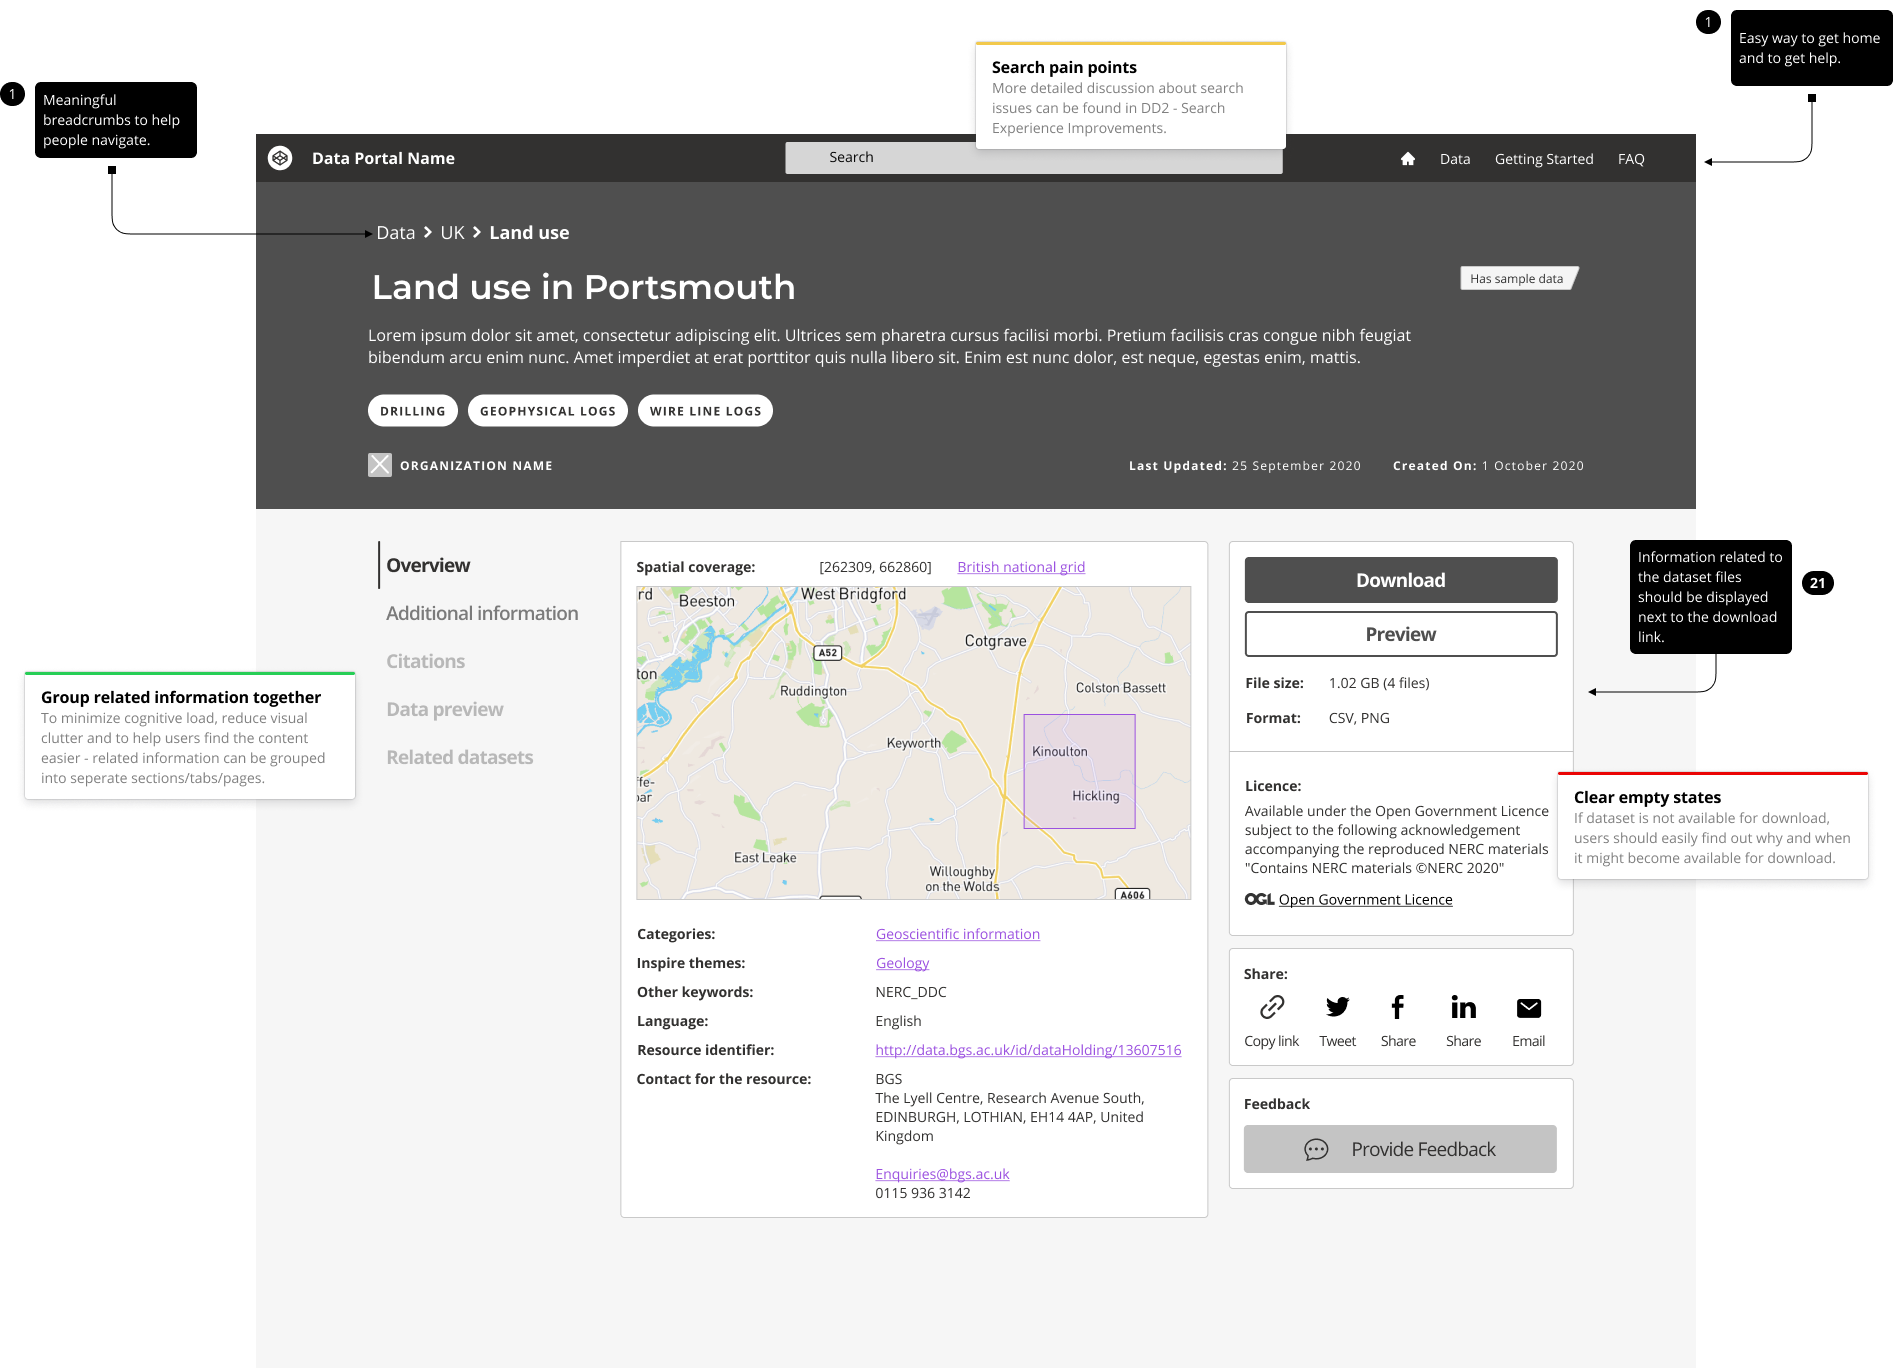 1
Easy way to get home
and to get help.
Search pain points
More detailed discussion about search
issues can be found in DD2 - Search
Experience Improvements.
1
Meaningful
breadcrumbs to help
people navigate.
Data Portal Name
Search
Data
Getting Started
FAQ
Data > UK > Land use
Land use in Portsmouth
Has sample data
Lorem ipsum dolor sit amet, consectetur adipiscing elit. Ultrices sem pharetra cursus facilisi morbi. Pretium facilisis cras congue nibh feugiat
bibendum arcu enim nunc. Amet imperdiet at erat porttitor quis nulla libero sit. Enim est nunc dolor, est neque, egestas enim, mattis.
DRILLING
GEOPHYSICAL LOGS
WIRE LINE LOGS
ORGANIZATION NAME
Last Updated: 25 September 2020
Created On: 1 October 2020
Overview
Additional information
Citations
Data preview
Related datasets
Group related information together
To minimize cognitive load, reduce visual
clutter and to help users find the content
easier - related information can be grouped
into seperate sections/tabs/pages.
Spatial coverage: [262309, 662860] British national grid
rd
Beeston
West Bridgford
Cotgrave
A52
ton
Ruddington
Colston Bassett
Keyworth
Kinoulton
ffe-
oar
Hickling
East Leake
Willoughby
on the Wolds
A606
Categories: Geoscientific information
Inspire themes: Geology
Other keywords: NERC_DDC
Language: English
Resource identifier: http://data.bgs.ac.uk/id/dataHolding/13607516
Contact for the resource: BGS
The Lyell Centre, Research Avenue South,
EDINBURGH, LOTHIAN, EH14 4AP, United
Kingdom
Enquiries@bgs.ac.uk
0115 936 3142
Download
Preview
File size: 1.02 GB (4 files)
Format: CSV, PNG
Information related to
the dataset files
should be displayed
next to the download
link.
21
Licence:
Available under the Open Government Licence
subject to the following acknowledgement
accompanying the reproduced NERC materials
"Contains NERC materials ©NERC 2020"
OGL Open Government Licence
Clear empty states
If dataset is not available for download,
users should easily find out why and when
it might become available for download.
Share:
Copy link
Tweet
Share
Share
Email
Feedback
Provide Feedback